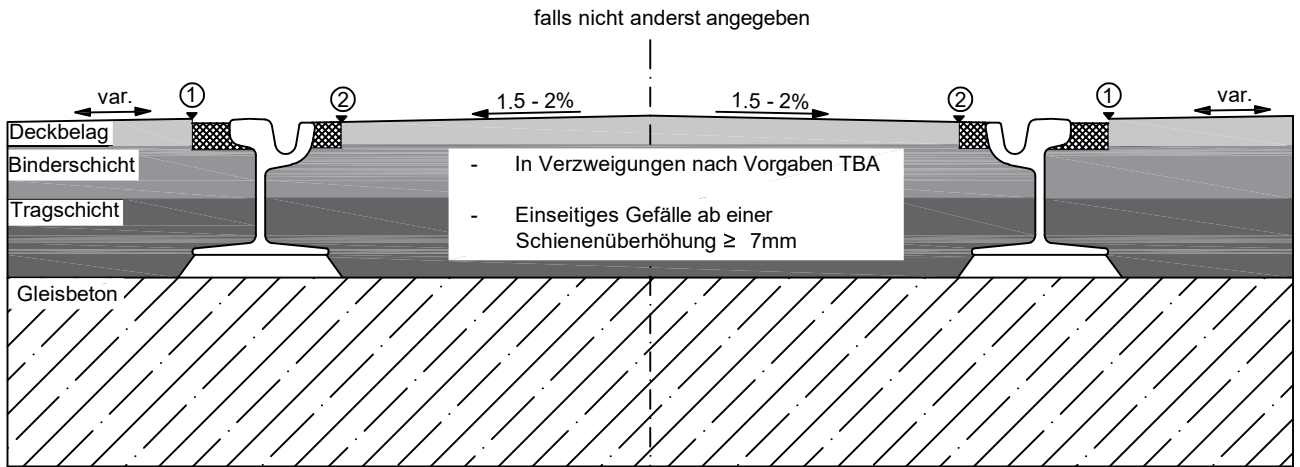 falls nicht anderst angegeben
var. 1 2 1.5 - 2% 1.5 - 2% 2 1 var.
Deckbelag
Binderschicht
- In Verzweigungen nach Vorgaben TBA
Tragschicht
- Einseitiges Gefälle ab einer
Schienenüberhöhung ≥ 7mm
Gleisbeton